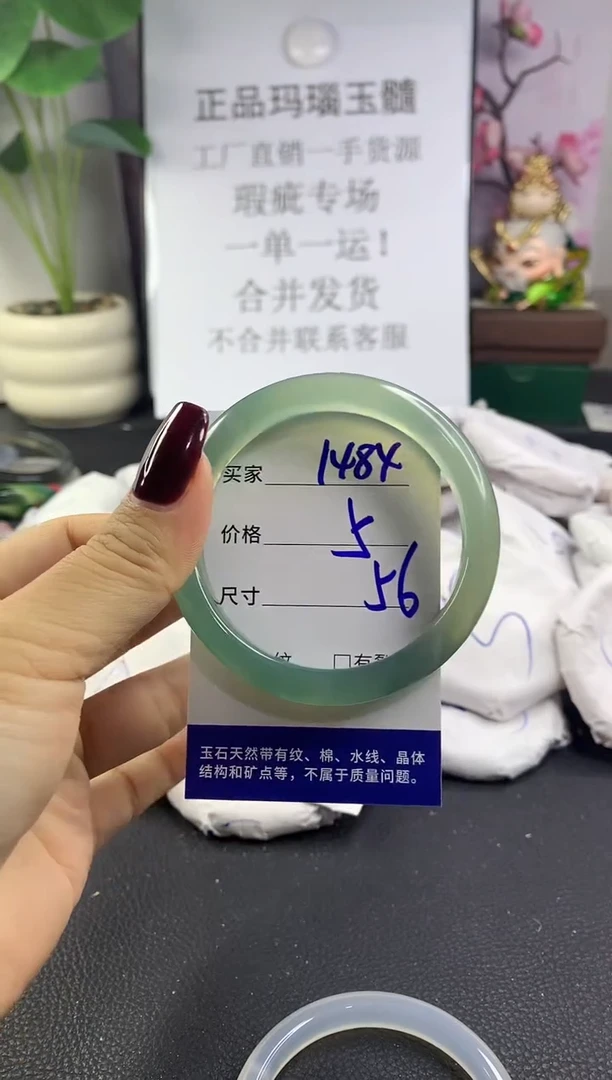 正品玛瑙玉髓
工厂直销一手货源
瑕疵专场
一单一运!
合并发货
不合并联系客服
买家 1484
价格 5
尺寸 56
纹 □有裂
玉石天然带有纹、棉、水线、晶体
结构和矿点等，不属于质量问题。